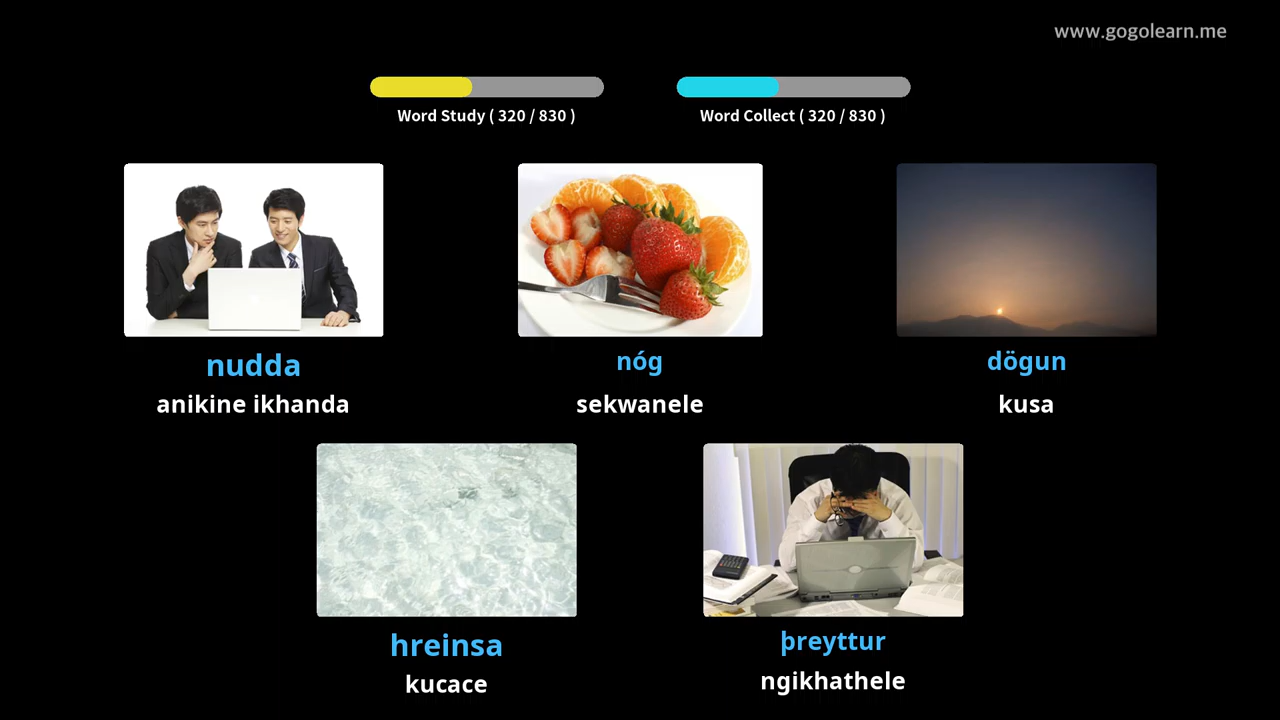 www.gogolearn.me
Word Study ( 320 / 830 )
Word Collect ( 320 / 830 )
nudda
anikine ikhanda
nóg
sekwanele
dögun
kusa
hreinsa
kucace
þreyttur
ngikhathele